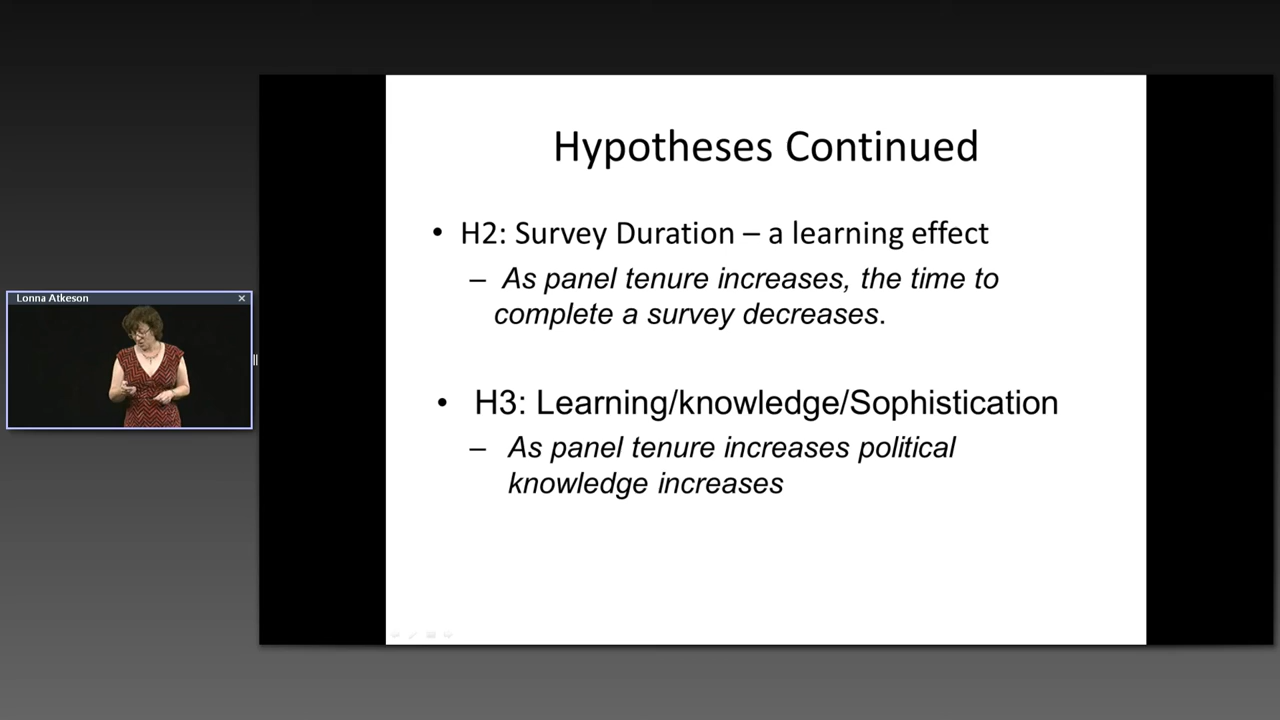 Hypotheses Continued
• H2: Survey Duration – a learning effect
– As panel tenure increases, the time to
complete a survey decreases.
Lonna Atkeson
• H3: Learning/knowledge/Sophistication
– As panel tenure increases political
knowledge increases